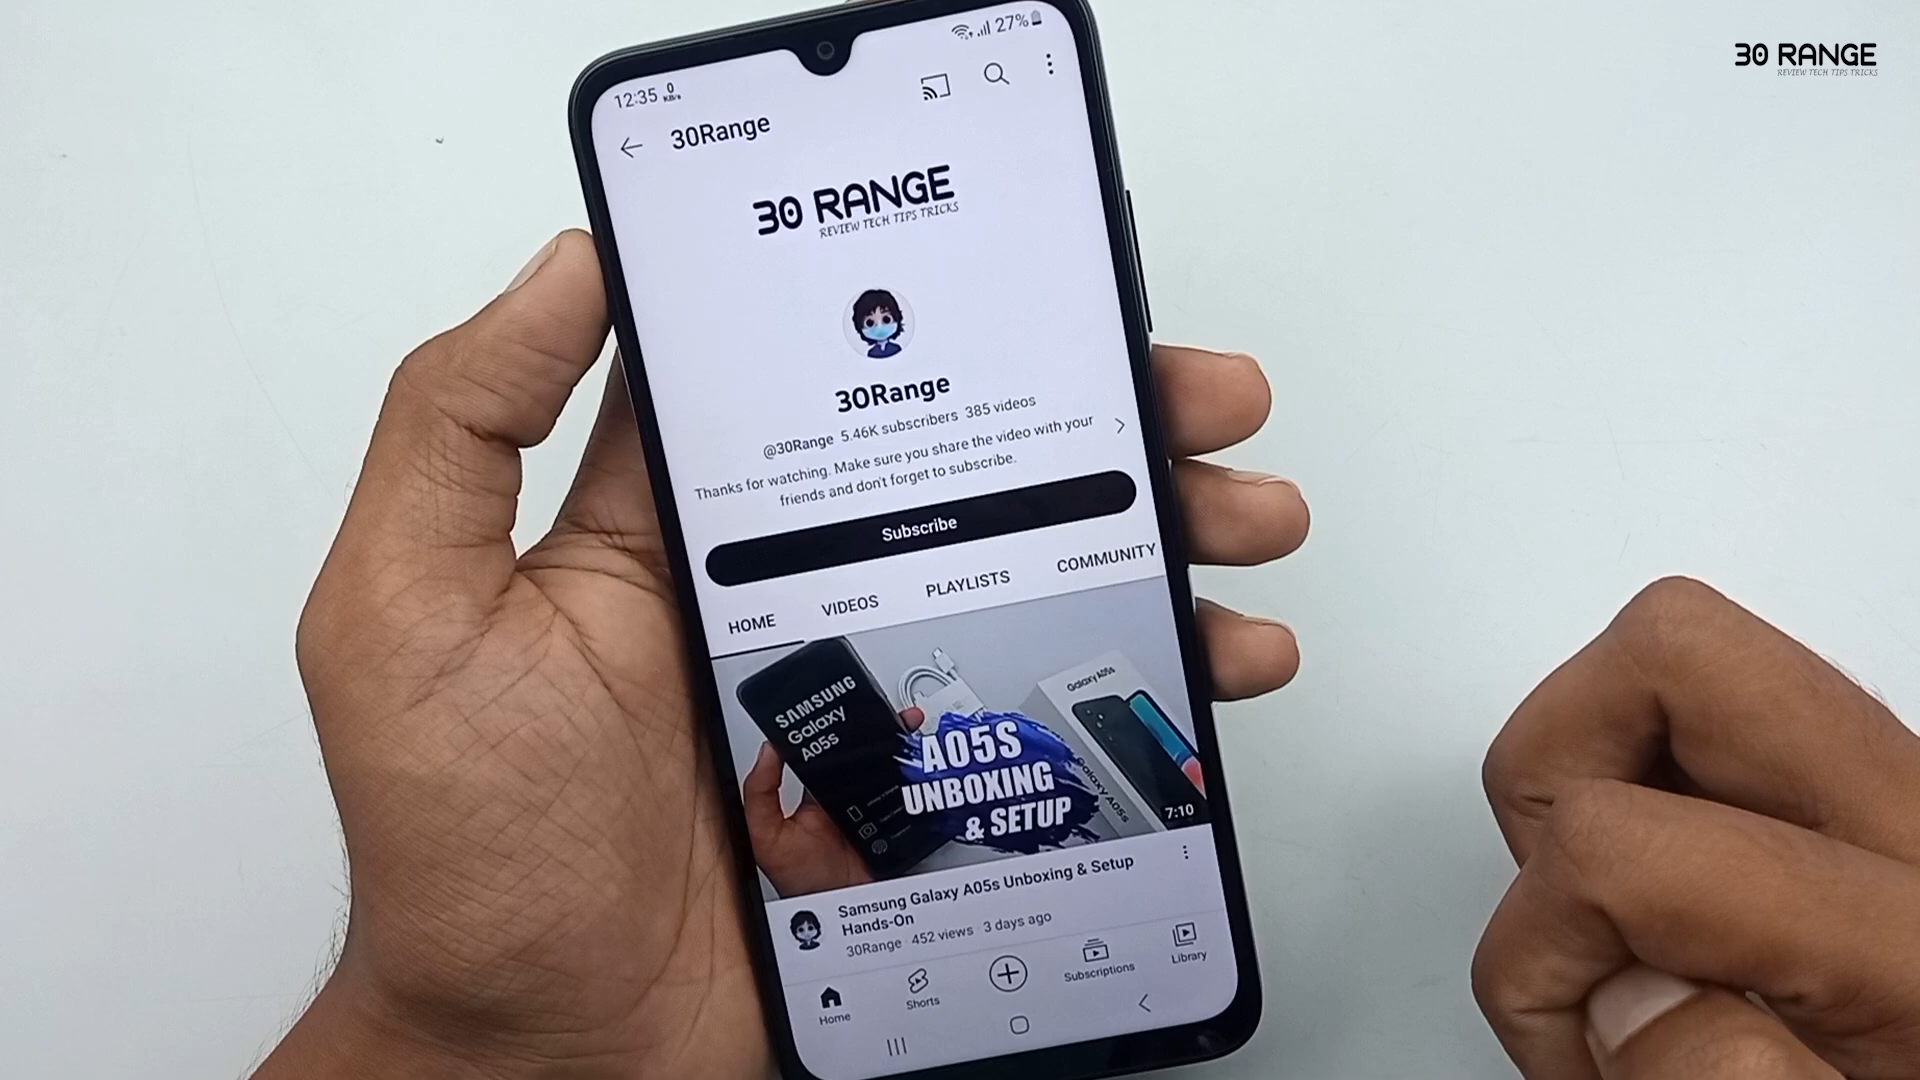 30 RANGE
REVIEW TECH TIPS TRICKS
12:35 0 KB/s
27%
30Range
30 RANGE
REVIEW TECH TIPS TRICKS
30Range
@30Range 5.46K subscribers 385 videos
Thanks for watching. Make sure you share the video with your
friends and don't forget to subscribe.
Subscribe
HOME VIDEOS PLAYLISTS COMMUNITY
SAMSUNG
Galaxy
A05s
Galaxy A05s
Galaxy A05s
A05S
UNBOXING
& SETUP
7:10
Samsung Galaxy A05s Unboxing & Setup
Hands-On
30Range 452 views 3 days ago
Home Shorts Subscriptions Library